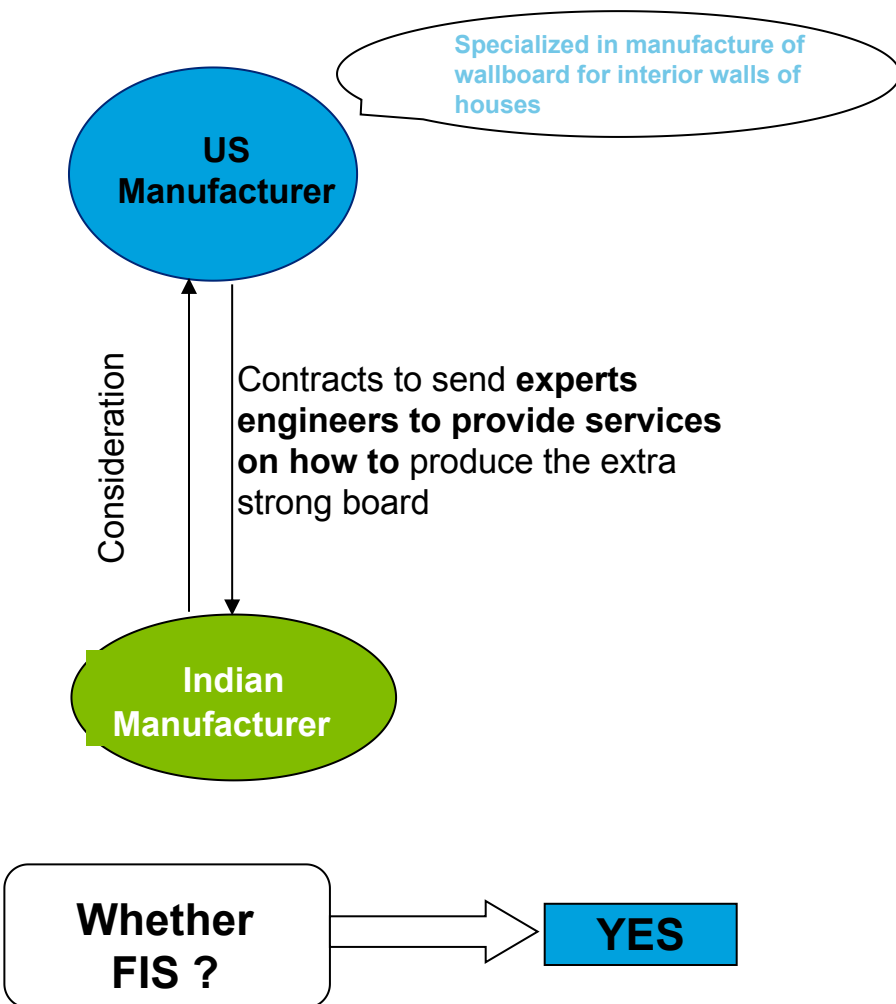 Specialized in manufacture of
wallboard for interior walls of
houses
US
Manufacturer
Consideration
Contracts to send experts
engineers to provide services
on how to produce the extra
strong board
Indian
Manufacturer
Whether
FIS ?
YES